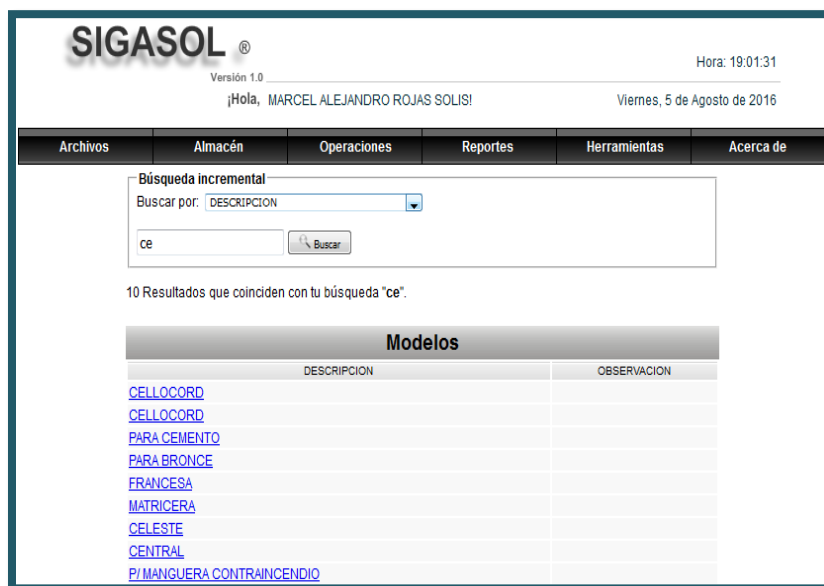 SIGASOL ®
Versión 1.0
Hora: 19:01:31
¡Hola, MARCEL ALEJANDRO ROJAS SOLIS!
Viernes, 5 de Agosto de 2016
Archivos Almacén Operaciones Reportes Herramientas Acerca de
Búsqueda incremental
Buscar por: DESCRIPCION
ce Buscar
10 Resultados que coinciden con tu búsqueda "ce".
Modelos
DESCRIPCION OBSERVACION
CELLOCORD
CELLOCORD
PARA CEMENTO
PARA BRONCE
FRANCESA
MATRICERA
CELESTE
CENTRAL
P/ MANGUERA CONTRAINCENDIO